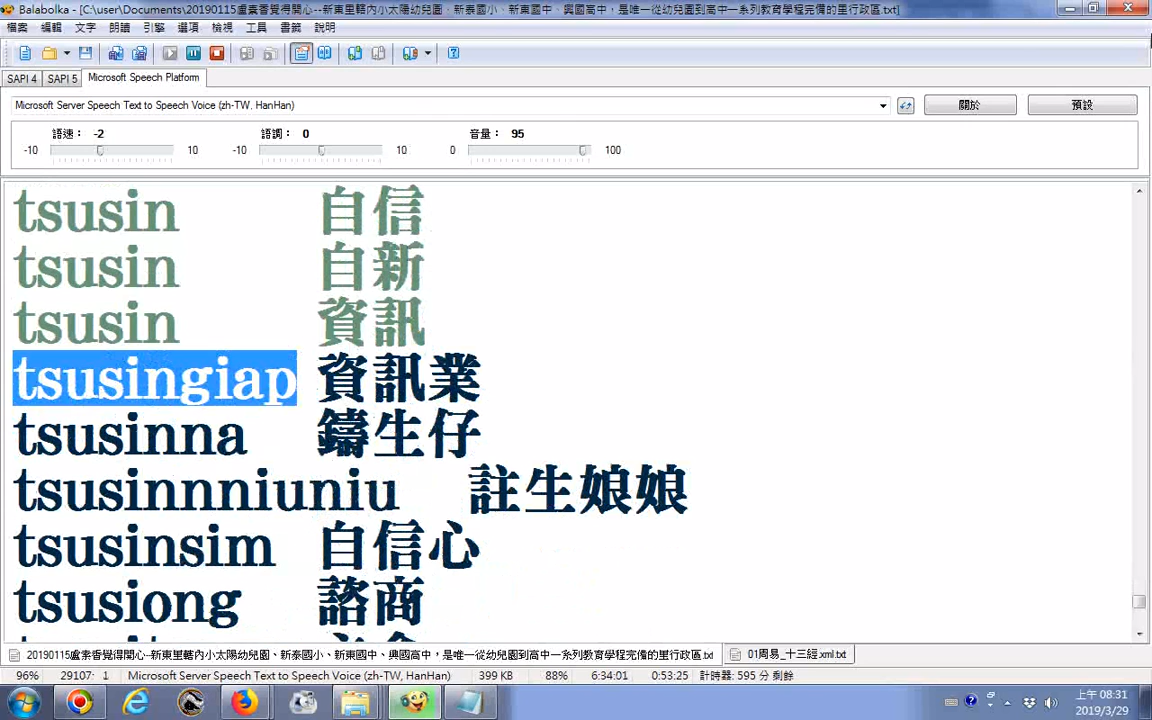 Balabolka - [C:\user\Documents\20190115盧素香覺得開心--新東里轄內小太陽幼兒園、新泰國小、新東國中、興國高中，是唯一從幼兒園到高中一系列教育學程完備的里行政區.txt]
檔案 編輯 文字 朗讀 引擎 選項 檢視 工具 書籤 說明
SAPI 4 SAPI 5 Microsoft Speech Platform
Microsoft Server Speech Text to Speech Voice (zh-TW, HanHan) 關於 預設
語速： -2 語調： 0 音量： 95
-10 10 -10 10 0 100
tsusin 自信
tsusin 自新
tsusin 資訊
tsusingiap 資訊業
tsusinna 鑄生仔
tsusinnniuniu 註生娘娘
tsusinsim 自信心
tsusiong 諮商
20190115盧素香覺得開心--新東里轄內小太陽幼兒園、新泰國小、新東國中、興國高中，是唯一從幼兒園到高中一系列教育學程完備的里行政區.txt 01周易_十三經.xml.txt
96% 29107: 1 Microsoft Server Speech Text to Speech Voice (zh-TW, HanHan) 399 KB 88% 6:34:01 0:53:25 計時器: 595 分 剩餘
上午 08:31
2019/3/29